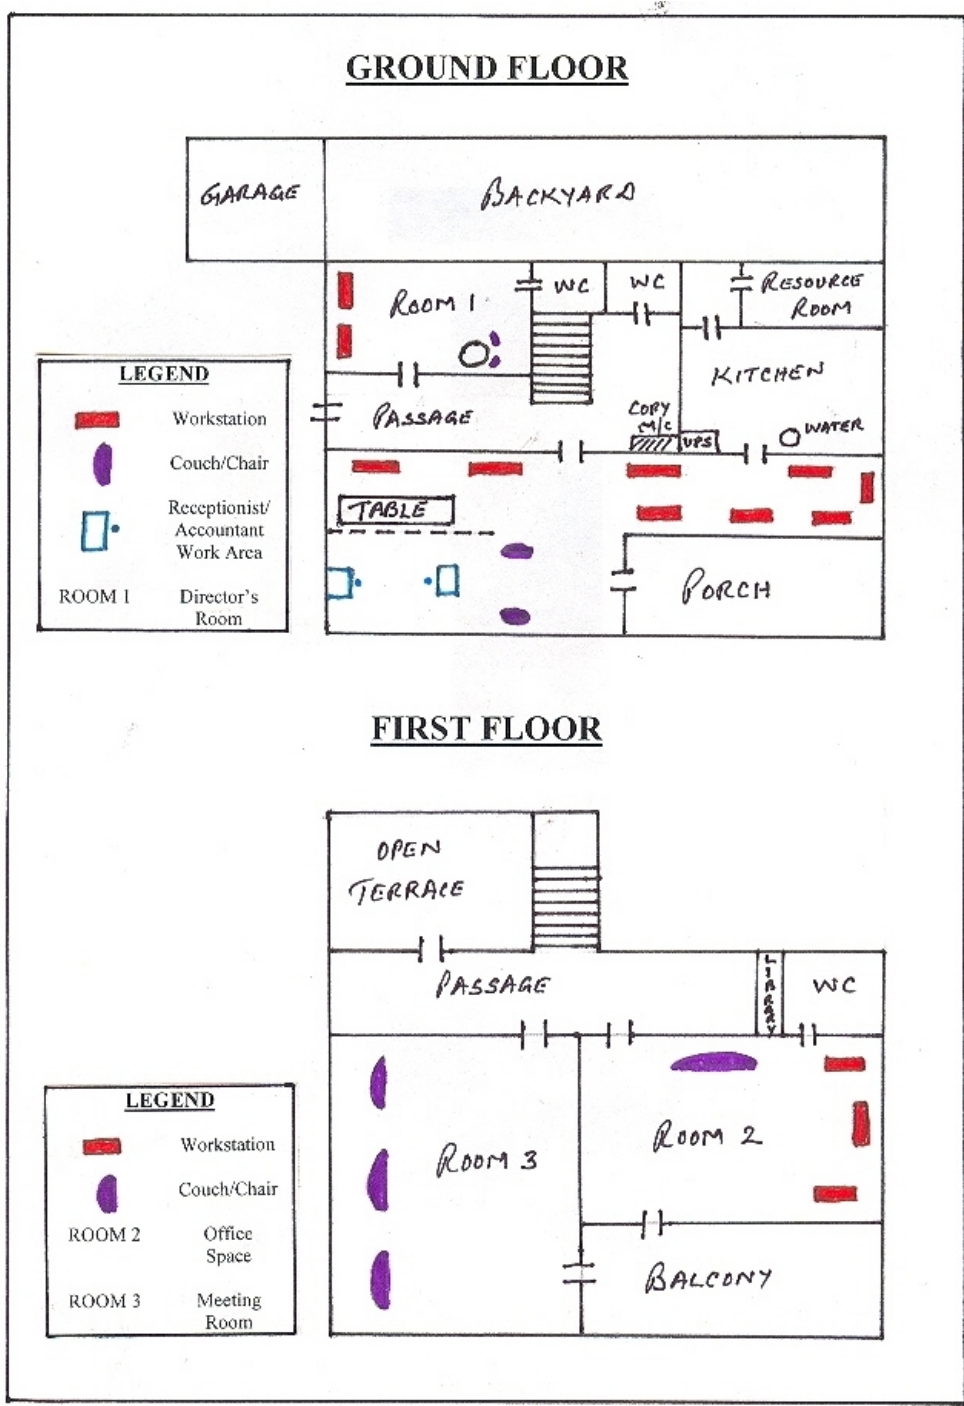 GROUND FLOOR
GARAGE
BACKYARD
ROOM 1
WC
WC
RESOURCE
ROOM
KITCHEN
PASSAGE
COPY
M/C
UPS
WATER
TABLE
PORCH
LEGEND
Workstation
Couch/Chair
Receptionist/
Accountant
Work Area
ROOM 1 Director's
Room
FIRST FLOOR
OPEN
TERRACE
PASSAGE
LIBRARY
WC
ROOM 3
ROOM 2
BALCONY
LEGEND
Workstation
Couch/Chair
ROOM 2 Office
Space
ROOM 3 Meeting
Room